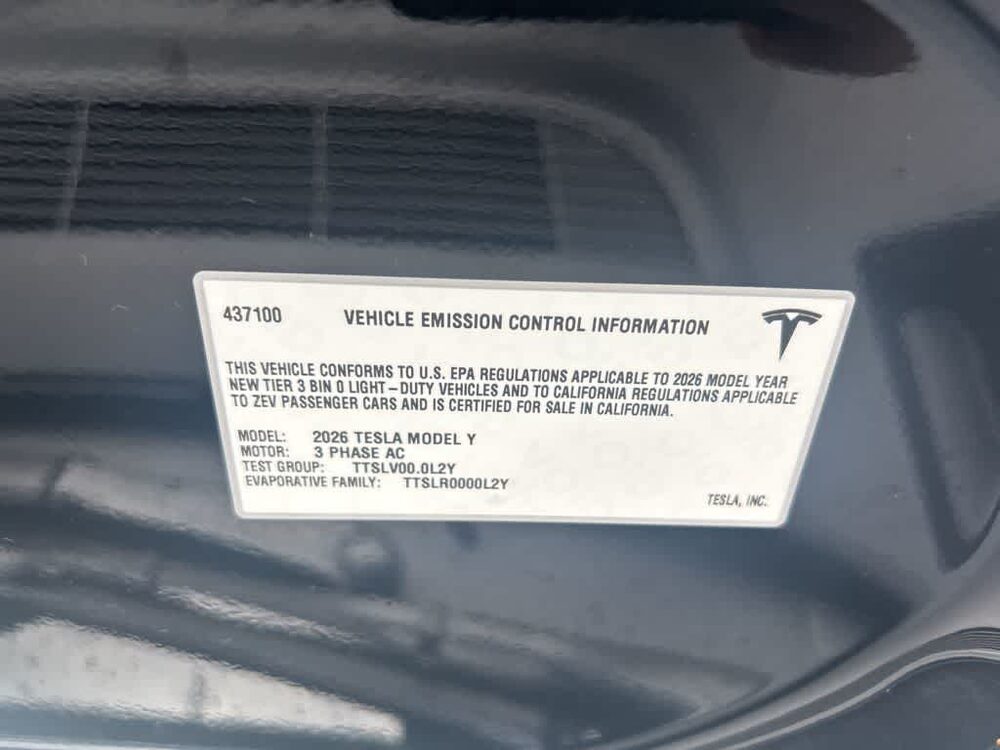 437100 VEHICLE EMISSION CONTROL INFORMATION
THIS VEHICLE CONFORMS TO U.S. EPA REGULATIONS APPLICABLE TO 2026 MODEL YEAR
NEW TIER 3 BIN 0 LIGHT-DUTY VEHICLES AND TO CALIFORNIA REGULATIONS APPLICABLE
TO ZEV PASSENGER CARS AND IS CERTIFIED FOR SALE IN CALIFORNIA.
MODEL: 2026 TESLA MODEL Y
MOTOR: 3 PHASE AC
TEST GROUP: TTSLV00.0L2Y
EVAPORATIVE FAMILY: TTSLR0000L2Y
TESLA, INC.